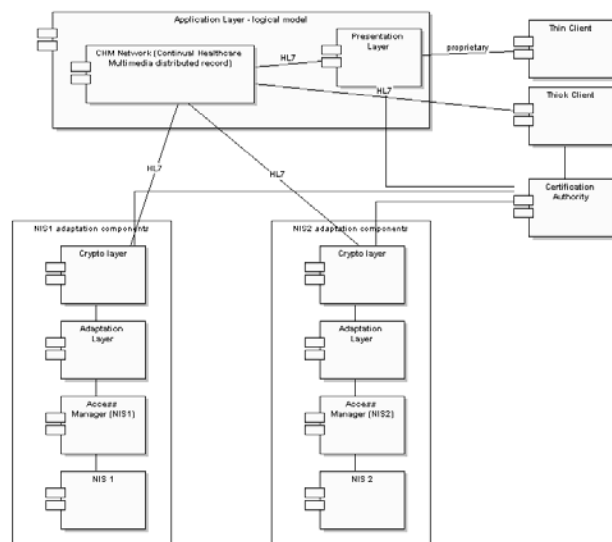 Application Layer - logical model
CHM Network (Continual Healthcare
Multimedia distributed record)
HL7
Presentation
Layer
proprietary
Thin Client
HL7
Thick Client
HL7
HL7
Certification
Authority
NIS1 adaptation components
Crypto layer
Adaptation
Layer
Access
Manager (NIS1)
NIS 1
NIS2 adaptation components
Crypto layer
Adaptation
Layer
Access
Manager (NIS2)
NIS 2